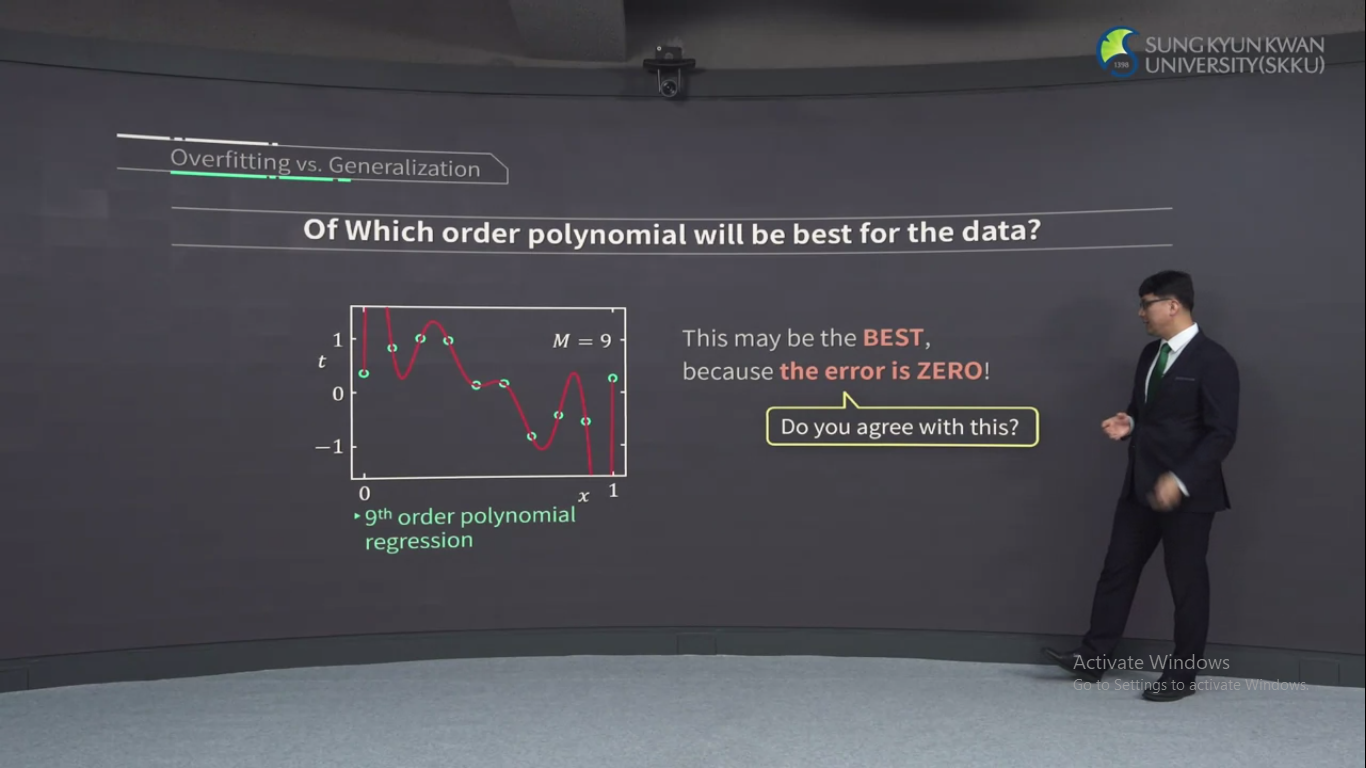 SUNG KYUN KWAN
UNIVERSITY(SKKU)
1398
Overfitting vs. Generalization
Of Which order polynomial will be best for the data?
1
t
0
−1
M = 9
0
x
1
▸ 9th order polynomial
regression
This may be the BEST,
because the error is ZERO!
Do you agree with this?
Activate Windows
Go to Settings to activate Windows.